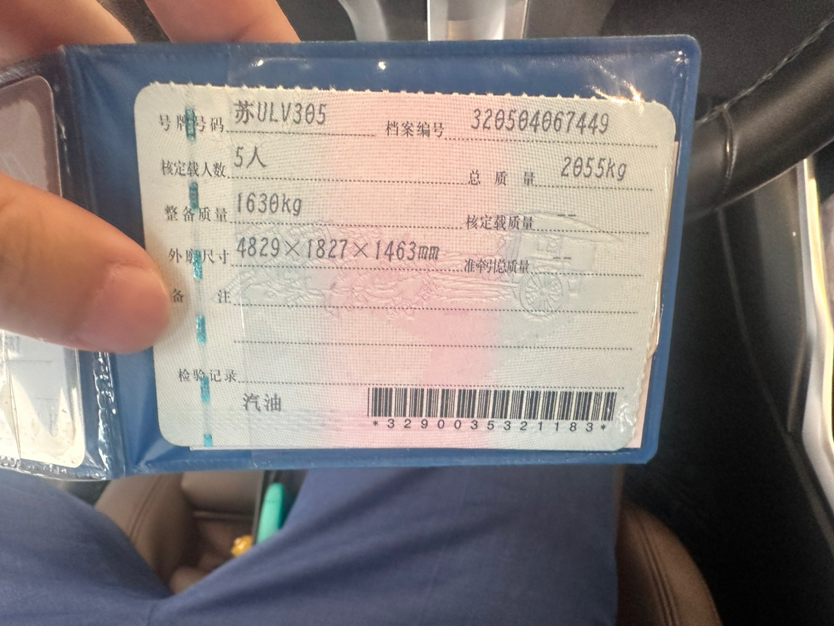 号牌号码 苏ULV305 档案编号 320504067449
核定载人数 5人 总质量 2055kg
整备质量 1630kg 核定载质量 --
外廓尺寸 4829×1827×1463mm 准牵引总质量 --
备注
检验记录
汽油
*3290035321183*